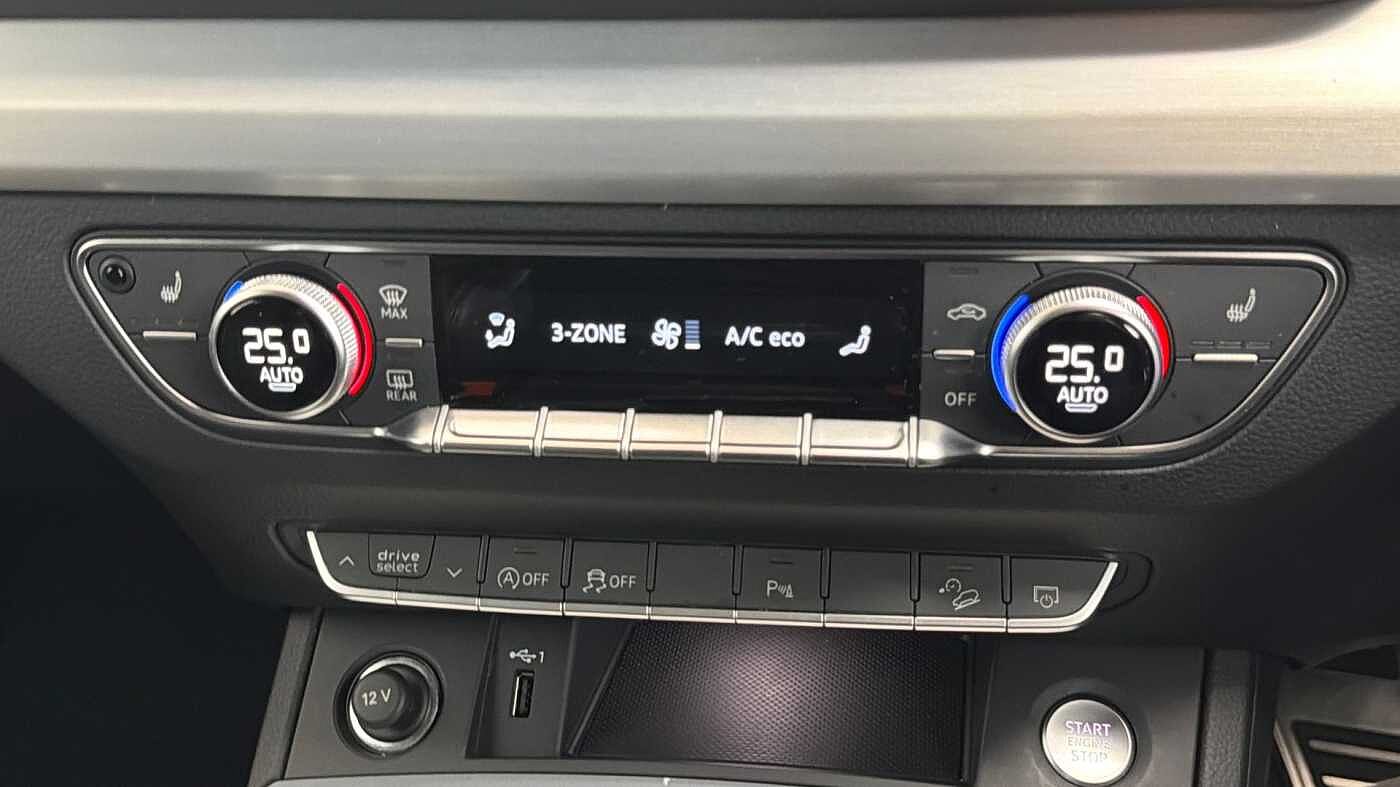 25.0
AUTO
MAX
REAR
3-ZONE
A/C eco
OFF
25.0
AUTO
drive
select
A OFF
OFF
P
12 V
1
START
ENGINE
STOP